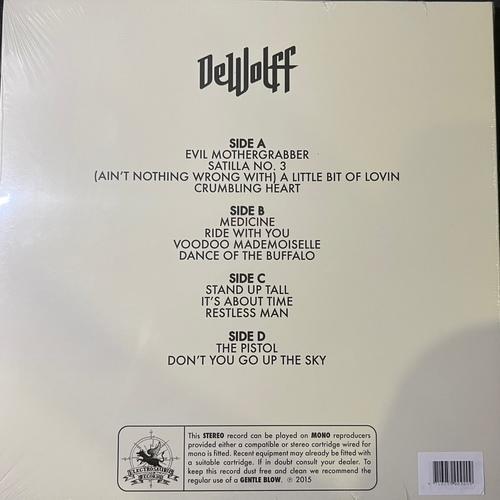 DeWolff
SIDE A
EVIL MOTHERGRABBER
SATILLA NO. 3
(AIN'T NOTHING WRONG WITH) A LITTLE BIT OF LOVIN
CRUMBLING HEART
SIDE B
MEDICINE
RIDE WITH YOU
VOODOO MADEMOISELLE
DANCE OF THE BUFFALO
SIDE C
STAND UP TALL
IT'S ABOUT TIME
RESTLESS MAN
SIDE D
THE PISTOL
DON'T YOU GO UP THE SKY
ELECTROSAURUS
RECORDS
This STEREO record can be played on MONO reproducers
provided either a compatible or stereo cartridge wired for
mono is fitted. Recent equipment may already be fitted with
a suitable cartridge. If in doubt consult your dealer. To
keep this record dust free and clean we recommend the
regular use of a GENTLE BLOW. ℗ 2015